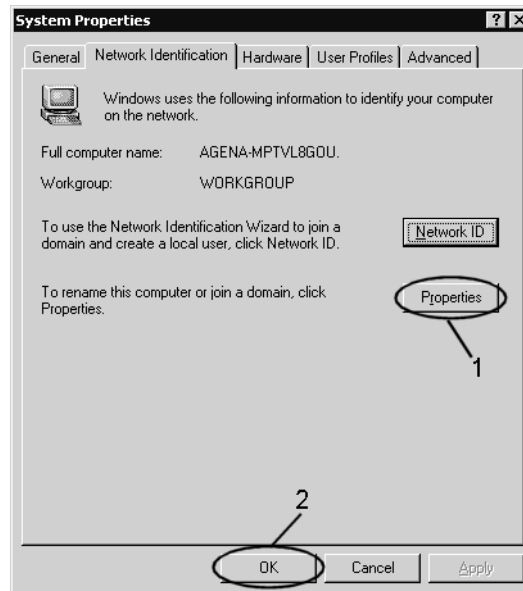 System Properties
General Network Identification Hardware User Profiles Advanced
Windows uses the following information to identify your computer
on the network.
Full computer name: AGENA-MPTVL8GOU.
Workgroup: WORKGROUP
To use the Network Identification Wizard to join a
domain and create a local user, click Network ID.
Network ID
To rename this computer or join a domain, click
Properties.
Properties
1
2
OK Cancel Apply